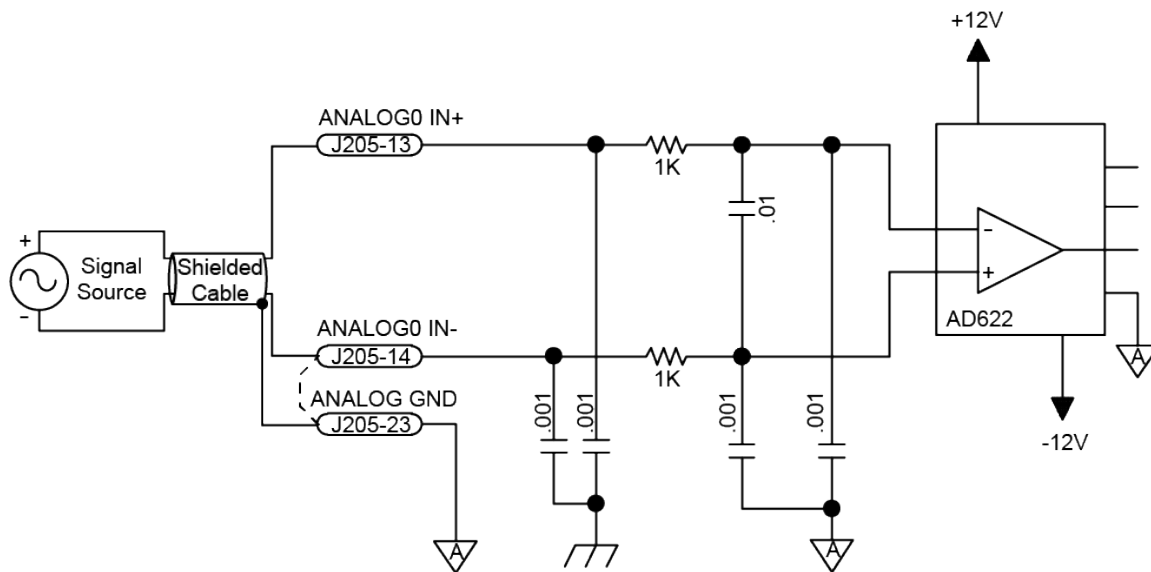 +12V
ANALOG0 IN+
J205-13
1K
.01
+
Signal
Source
−
Shielded
Cable
−
+
AD622
ANALOG0 IN-
J205-14
1K
ANALOG GND
J205-23
.001
.001
.001
.001
-12V
A
A
A